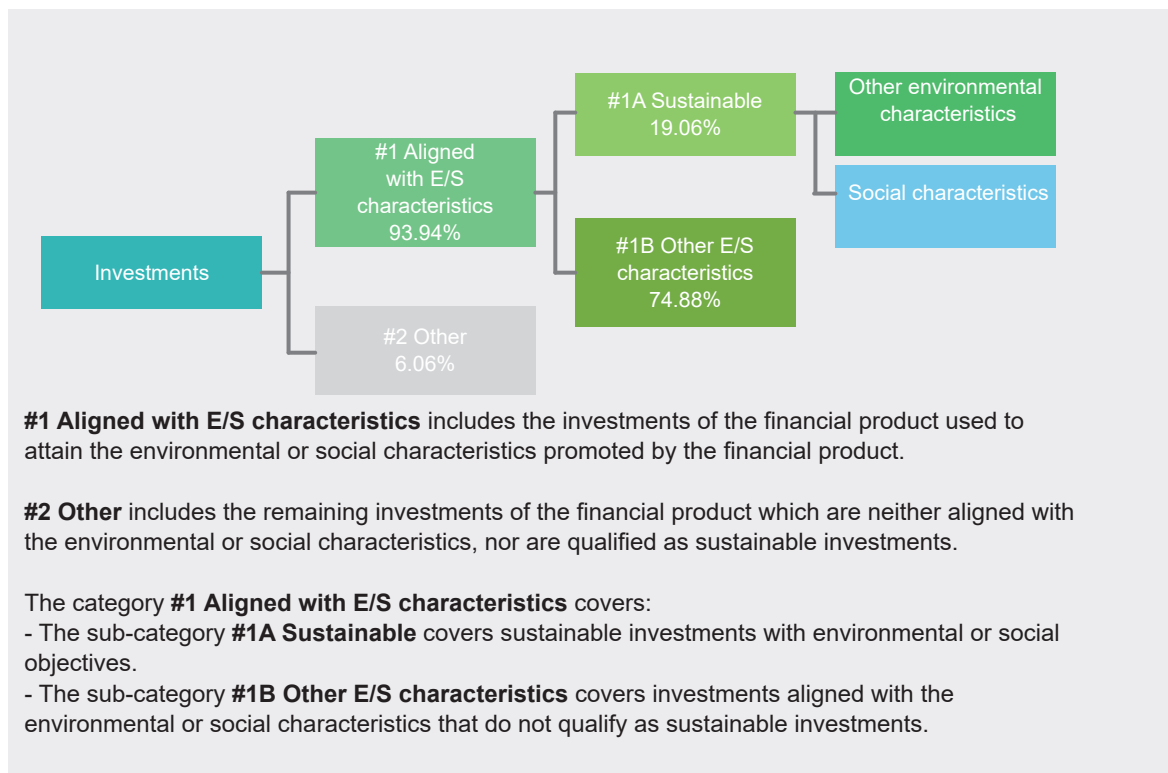 Investments
#1 Aligned
with E/S
characteristics
93.94%
#2 Other
6.06%
#1A Sustainable
19.06%
#1B Other E/S
characteristics
74.88%
Other environmental
characteristics
Social characteristics
#1 Aligned with E/S characteristics includes the investments of the financial product used to
attain the environmental or social characteristics promoted by the financial product.
#2 Other includes the remaining investments of the financial product which are neither aligned with
the environmental or social characteristics, nor are qualified as sustainable investments.
The category #1 Aligned with E/S characteristics covers:
- The sub-category #1A Sustainable covers sustainable investments with environmental or social
objectives.
- The sub-category #1B Other E/S characteristics covers investments aligned with the
environmental or social characteristics that do not qualify as sustainable investments.